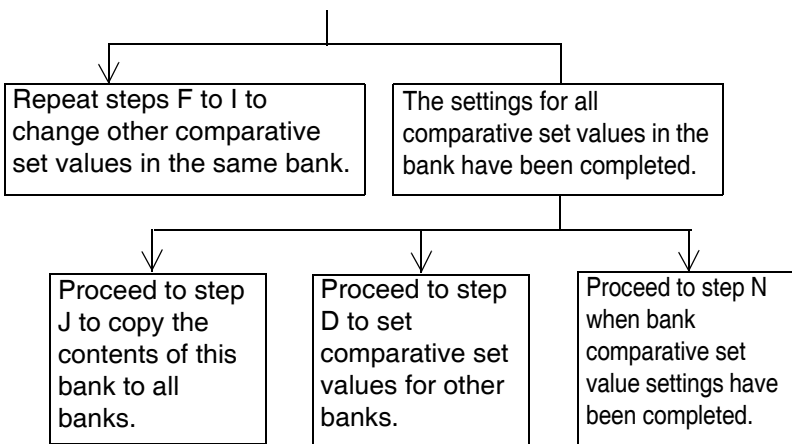 Repeat steps F to I to
change other comparative
set values in the same bank.
The settings for all
comparative set values in the
bank have been completed.
Proceed to step
J to copy the
contents of this
bank to all
banks.
Proceed to step
D to set
comparative set
values for other
banks.
Proceed to step N
when bank
comparative set
value settings have
been completed.